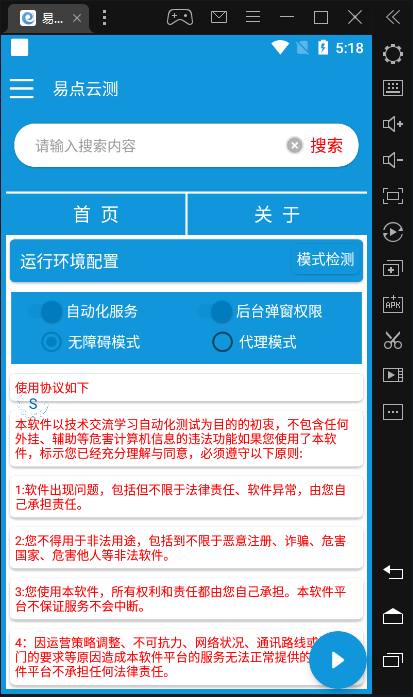 易...
5:18
易点云测
请输入搜索内容
搜索
首 页
关 于
运行环境配置
模式检测
自动化服务
后台弹窗权限
无障碍模式
代理模式
使用协议如下
S
本软件以技术交流学习自动化测试为目的的初衷，不包含任何
外挂、辅助等危害计算机信息的违法功能如果您使用了本软
件，标示您已经充分理解与同意，必须遵守以下原则:
1:软件出现问题，包括但不限于法律责任、软件异常，由您自
己承担责任。
2:您不得用于非法用途，包括到不限于恶意注册、诈骗、危害
国家、危害他人等非法软件。
3:您使用本软件，所有权利和责任都由您自己承担。本软件平
台不保证服务不会中断。
4：因运营策略调整、不可抗力、网络状况、通讯路线或
门的要求等原因造成本软件平台的服务无法正常提供的
件平台不承担任何法律责任。
APK